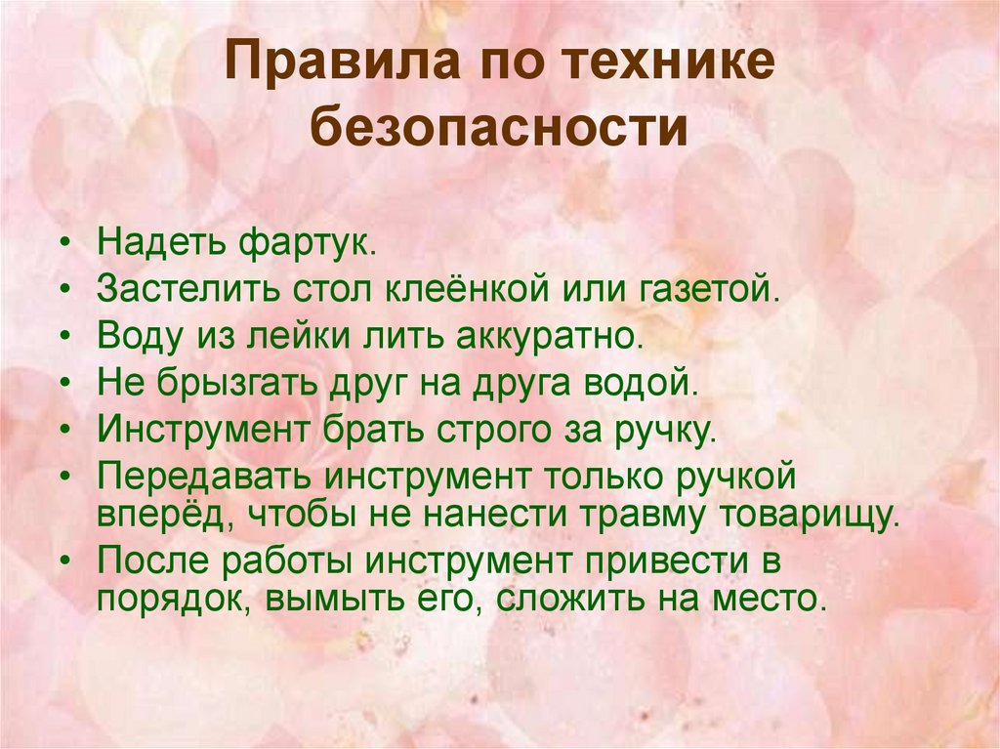 Правила по технике
безопасности
• Надеть фартук.
• Застелить стол клеёнкой или газетой.
• Воду из лейки лить аккуратно.
• Не брызгать друг на друга водой.
• Инструмент брать строго за ручку.
• Передавать инструмент только ручкой
вперёд, чтобы не нанести травму товарищу.
• После работы инструмент привести в
порядок, вымыть его, сложить на место.